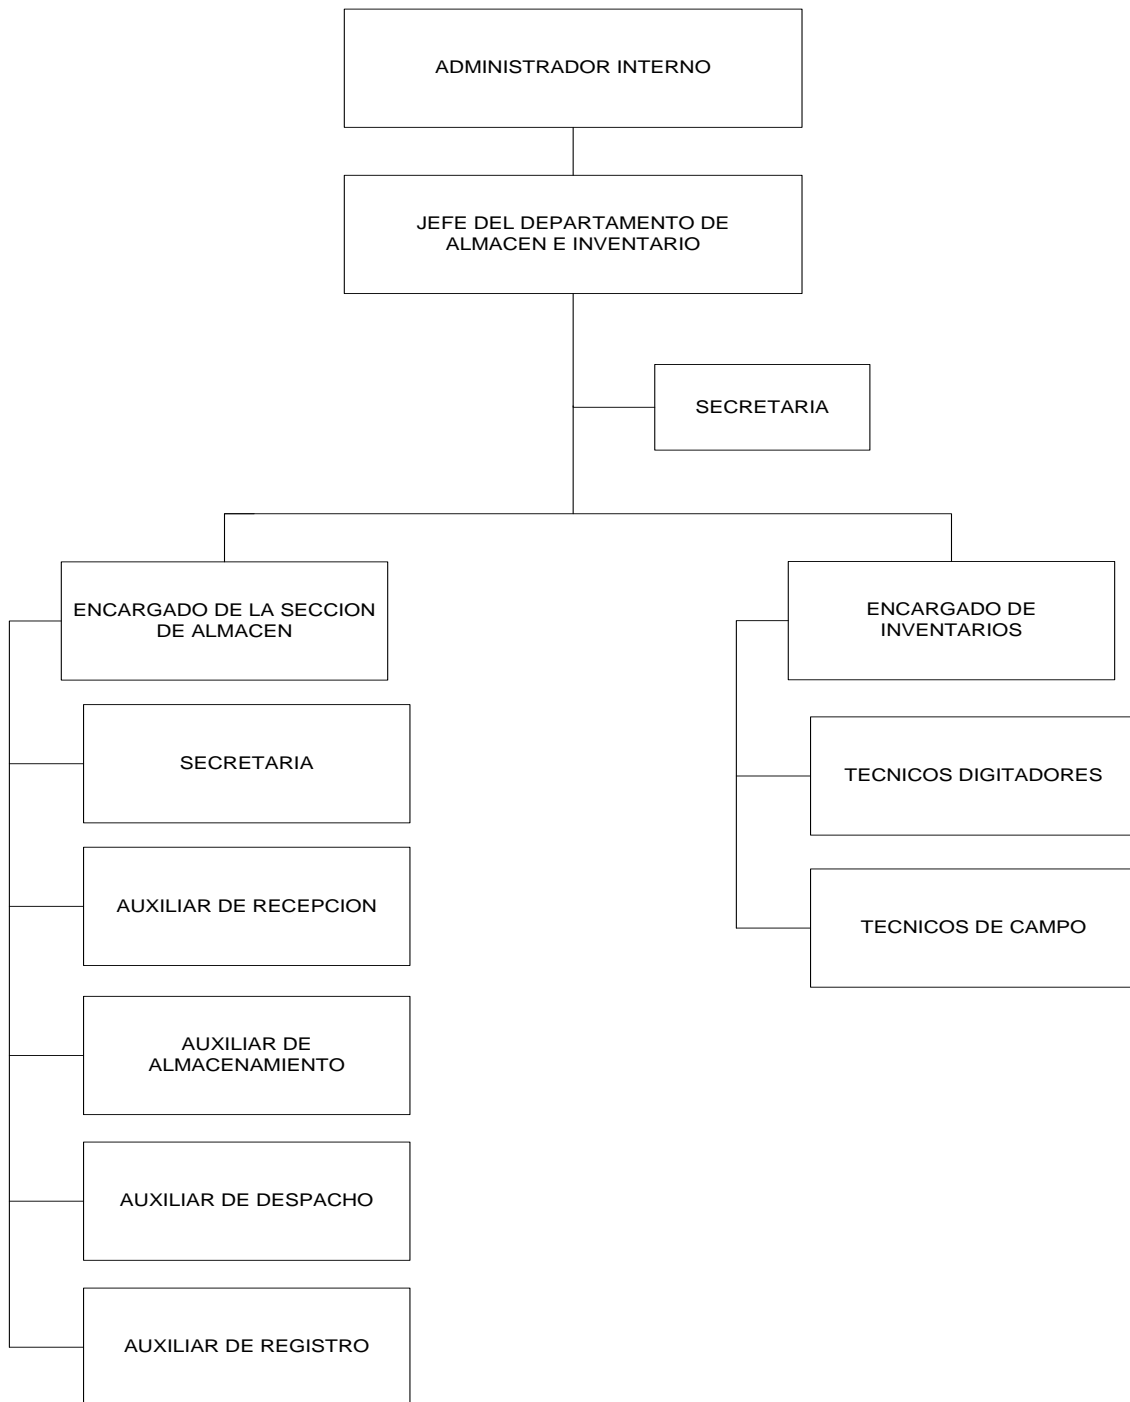 ADMINISTRADOR INTERNO
JEFE DEL DEPARTAMENTO DE
ALMACEN E INVENTARIO
SECRETARIA
ENCARGADO DE LA SECCION
DE ALMACEN
SECRETARIA
AUXILIAR DE RECEPCION
AUXILIAR DE
ALMACENAMIENTO
AUXILIAR DE DESPACHO
AUXILIAR DE REGISTRO
ENCARGADO DE
INVENTARIOS
TECNICOS DIGITADORES
TECNICOS DE CAMPO